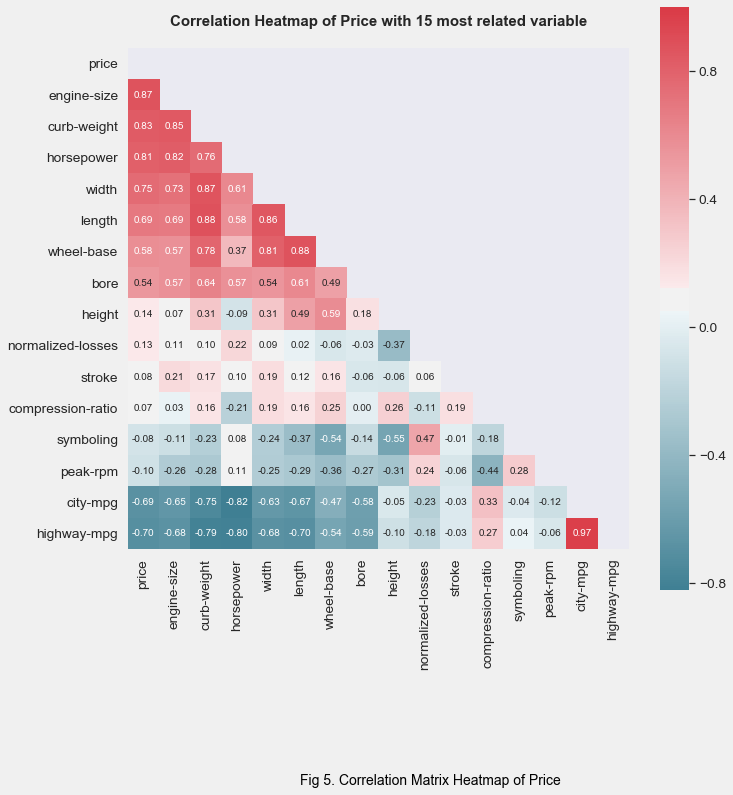 Correlation Heatmap of Price with 15 most related variable
price
engine-size 0.87
curb-weight 0.83 0.85
horsepower 0.81 0.82 0.76
width 0.75 0.73 0.87 0.61
length 0.69 0.69 0.88 0.58 0.86
wheel-base 0.58 0.57 0.78 0.37 0.81 0.88
bore 0.54 0.57 0.64 0.57 0.54 0.61 0.49
height 0.14 0.07 0.31 -0.09 0.31 0.49 0.59 0.18
normalized-losses 0.13 0.11 0.10 0.22 0.09 0.02 -0.06 -0.03 -0.37
stroke 0.08 0.21 0.17 0.10 0.19 0.12 0.16 -0.06 -0.06 0.06
compression-ratio 0.07 0.03 0.16 -0.21 0.19 0.16 0.25 0.00 0.26 -0.11 0.19
symboling -0.08 -0.11 -0.23 0.08 -0.24 -0.37 -0.54 -0.14 -0.55 0.47 -0.01 -0.18
peak-rpm -0.10 -0.26 -0.28 0.11 -0.25 -0.29 -0.36 -0.27 -0.31 0.24 -0.06 -0.44 0.28
city-mpg -0.69 -0.65 -0.75 -0.82 -0.63 -0.67 -0.47 -0.58 -0.05 -0.23 -0.03 0.33 -0.04 -0.12
highway-mpg -0.70 -0.68 -0.79 -0.80 -0.68 -0.70 -0.54 -0.59 -0.10 -0.18 -0.03 0.27 0.04 -0.06 0.97
price engine-size curb-weight horsepower width length wheel-base bore height normalized-losses stroke compression-ratio symboling peak-rpm city-mpg highway-mpg
0.8
0.4
0.0
−0.4
−0.8
Fig 5. Correlation Matrix Heatmap of Price